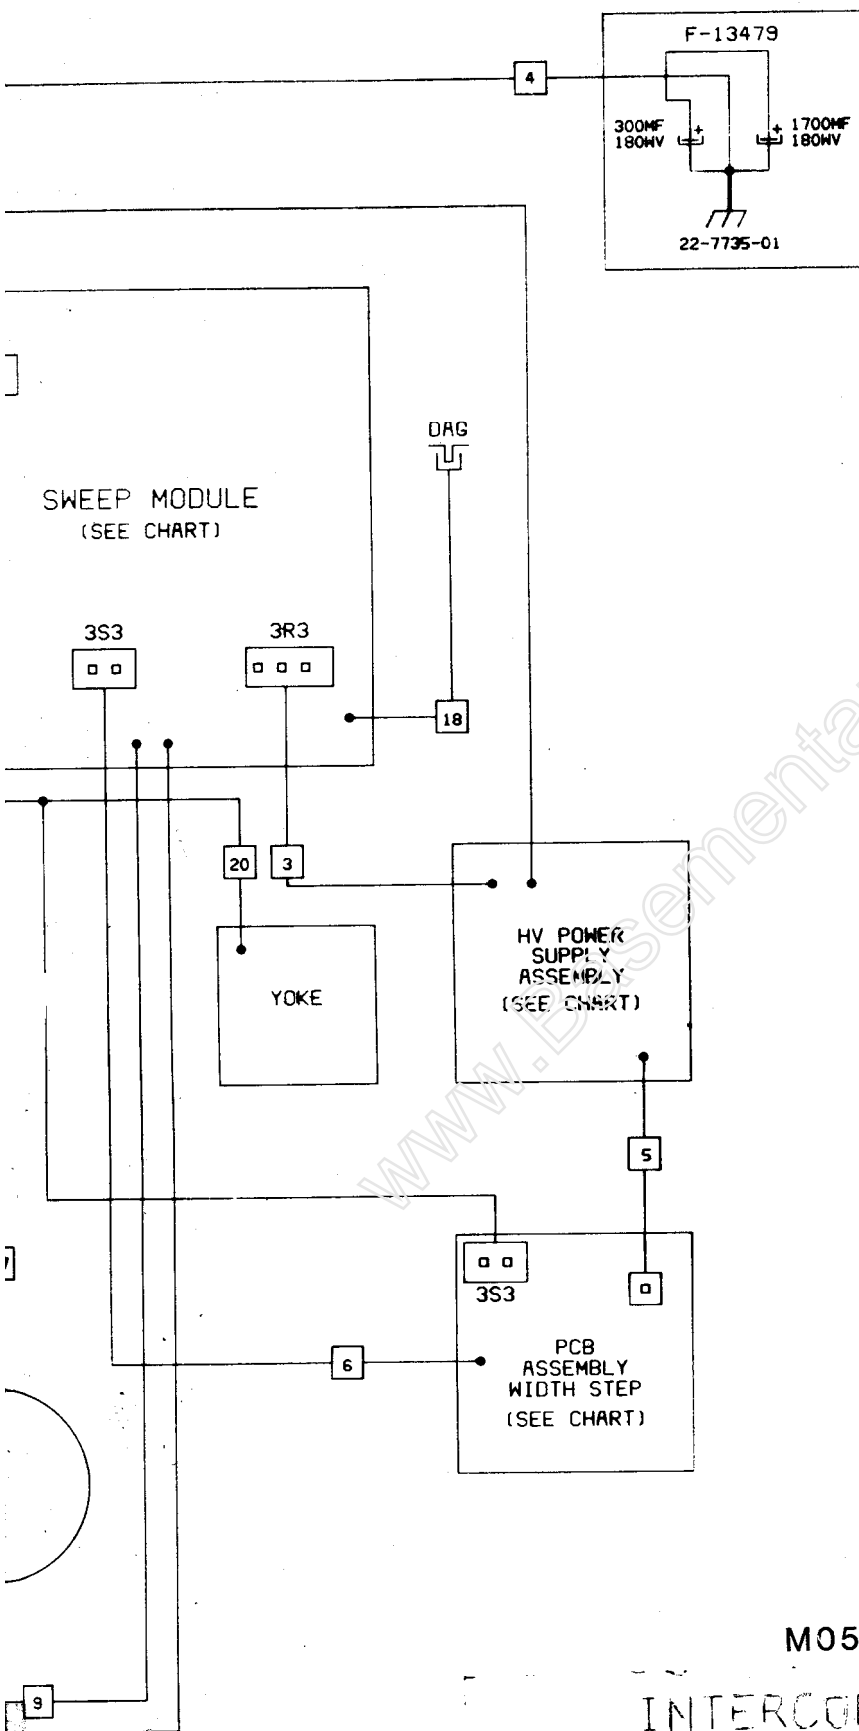 F-13479
4
300MF
180WV
+
+
1700MF
180WV
22-7735-01
DAG
SWEEP MODULE
(SEE CHART)
3S3
3R3
18
20
3
HV POWER
SUPPLY
ASSEMBLY
(SEE CHART)
YOKE
5
3S3
6
PCB
ASSEMBLY
WIDTH STEP
(SEE CHART)
M05
9